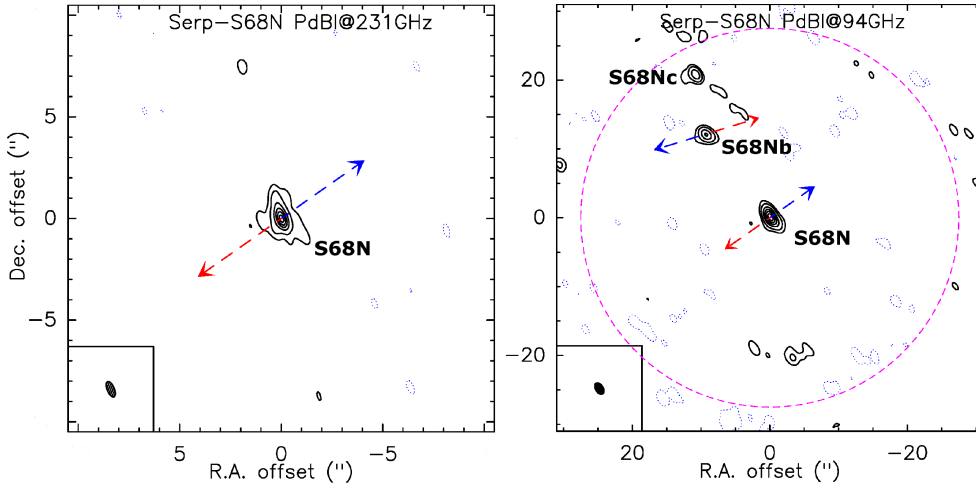 Serp-S68N PdBI@231GHz
Dec. offset (")
5
0
-5
S68N
5
0
-5
R.A. offset (")
Serp-S68N PdBI@94GHz
20
0
-20
S68Nc
S68Nb
S68N
20
0
-20
R.A. offset (")